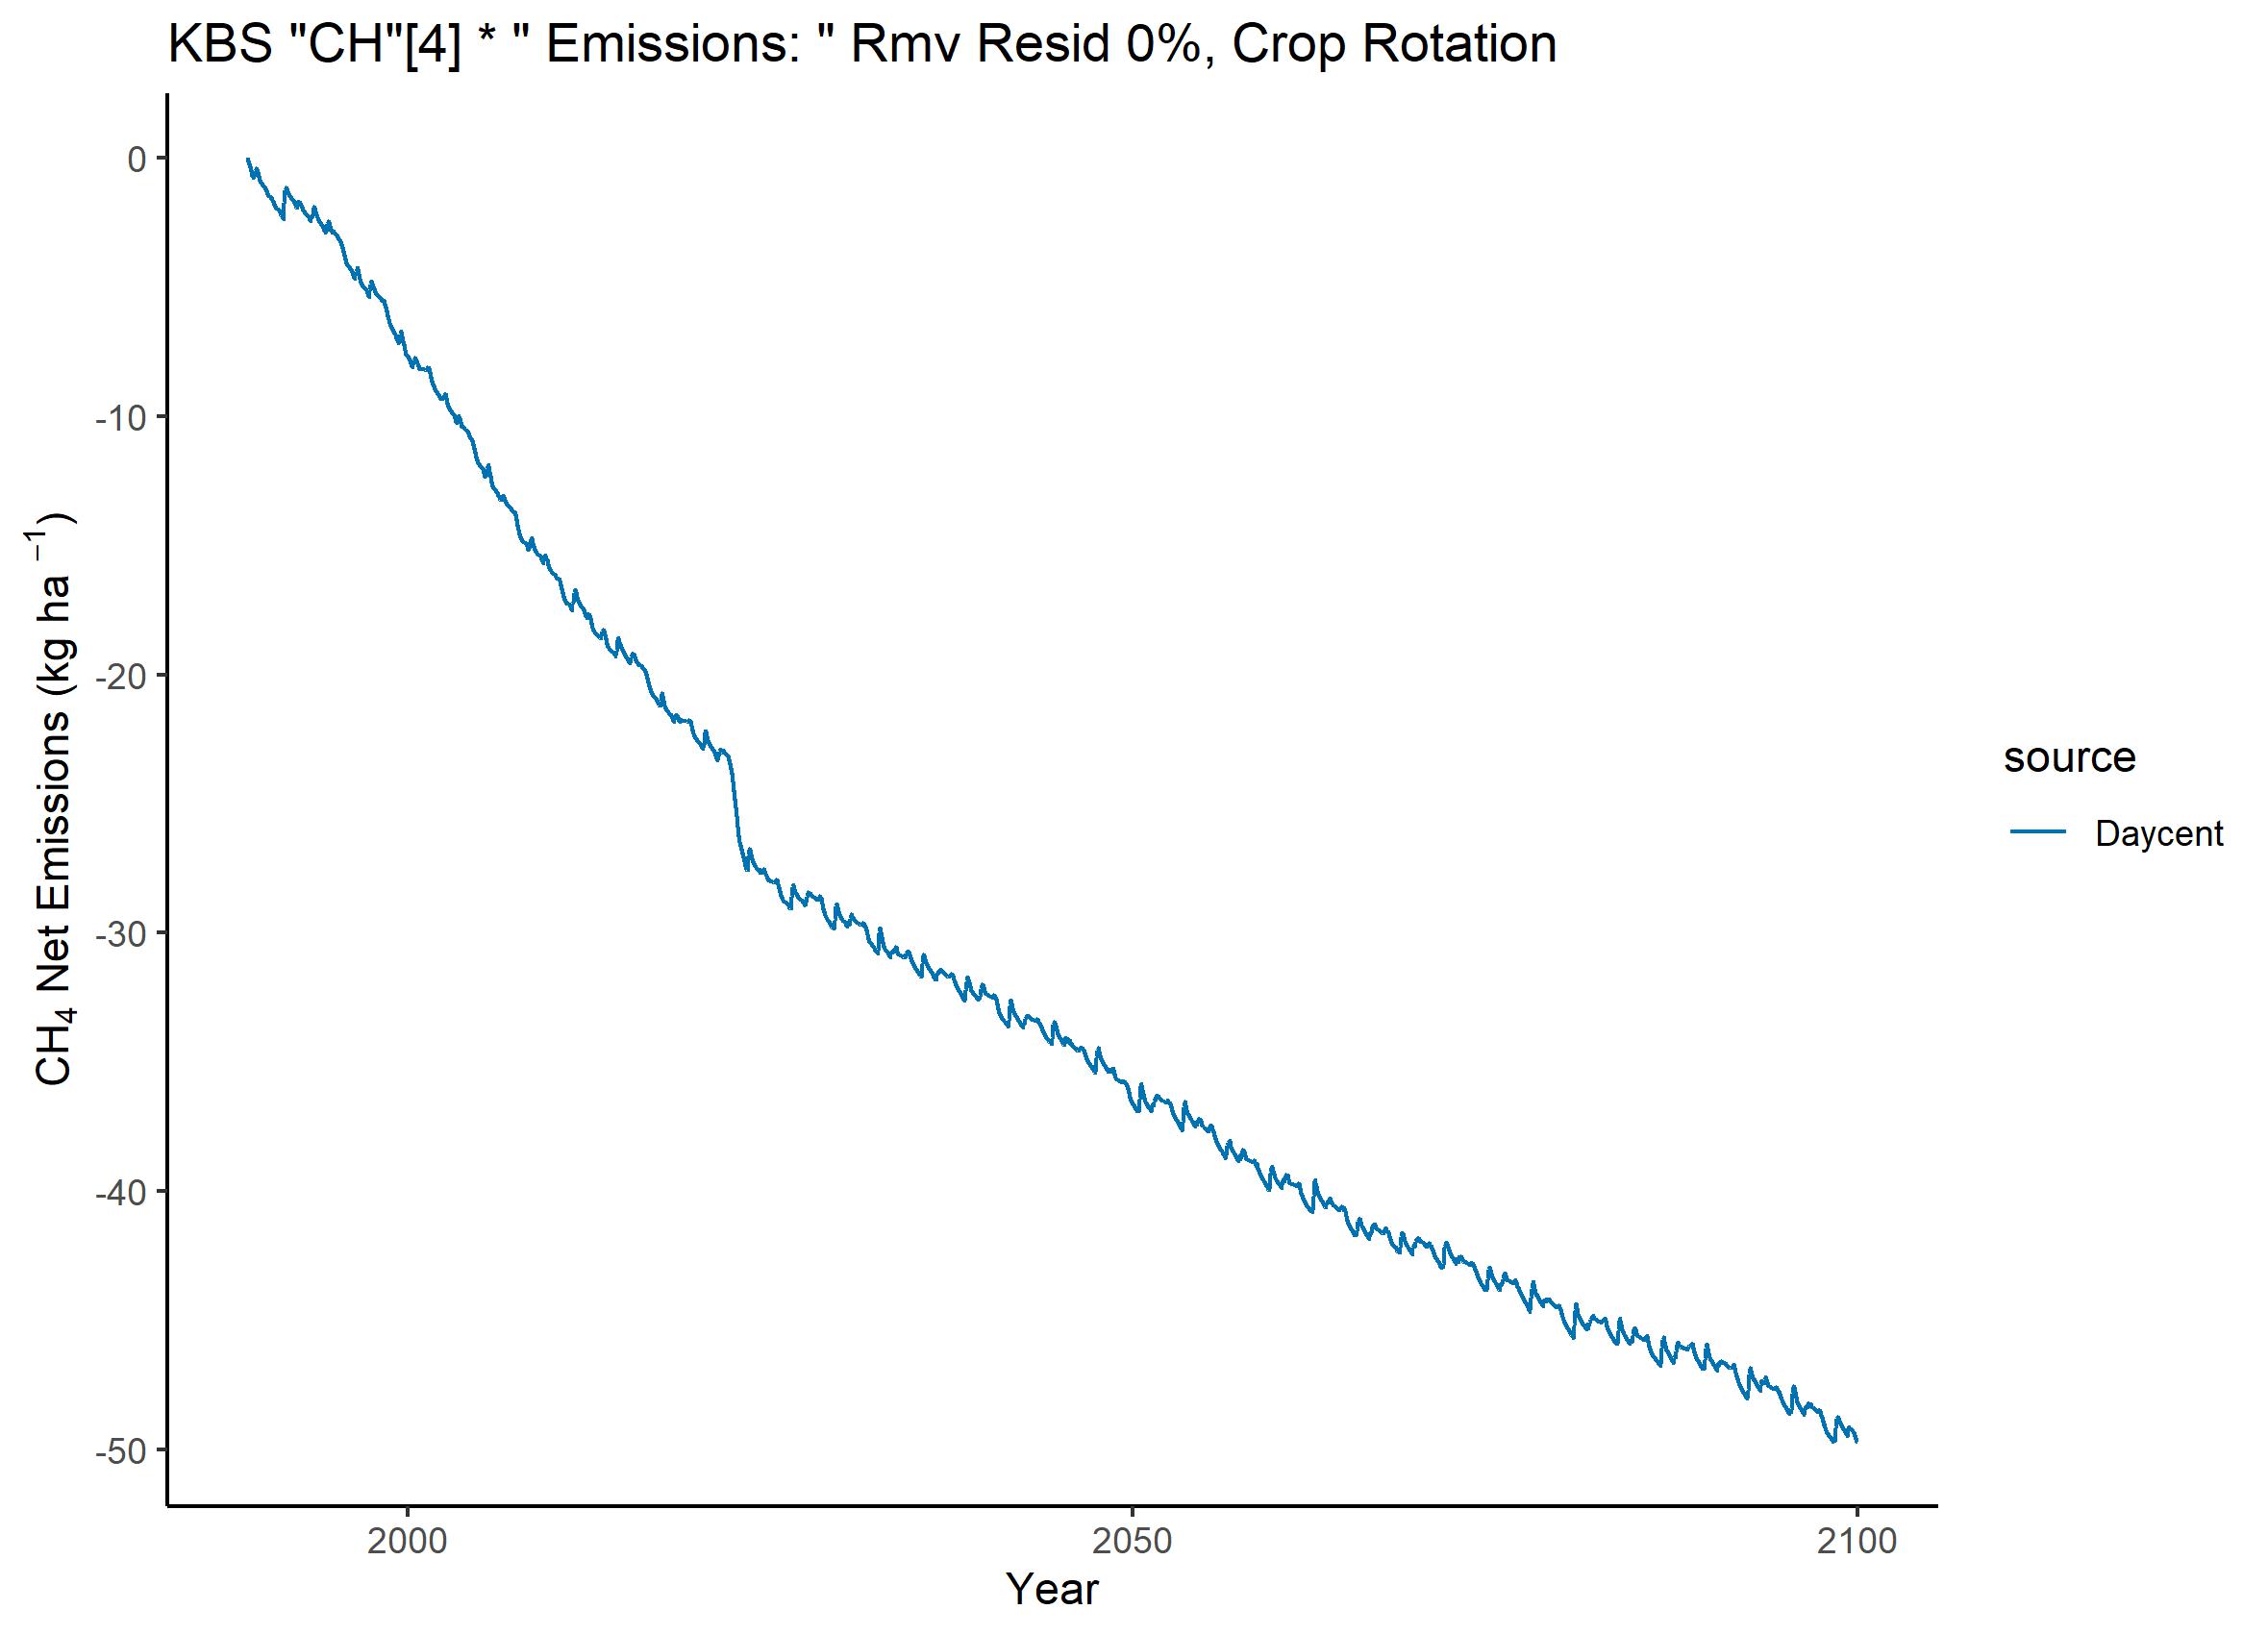 KBS "CH"[4] * " Emissions: " Rmv Resid 0%, Crop Rotation
CH₄ Net Emissions (kg ha ⁻¹)
0
-10
-20
-30
-40
-50
2000
2050
2100
Year
source
Daycent